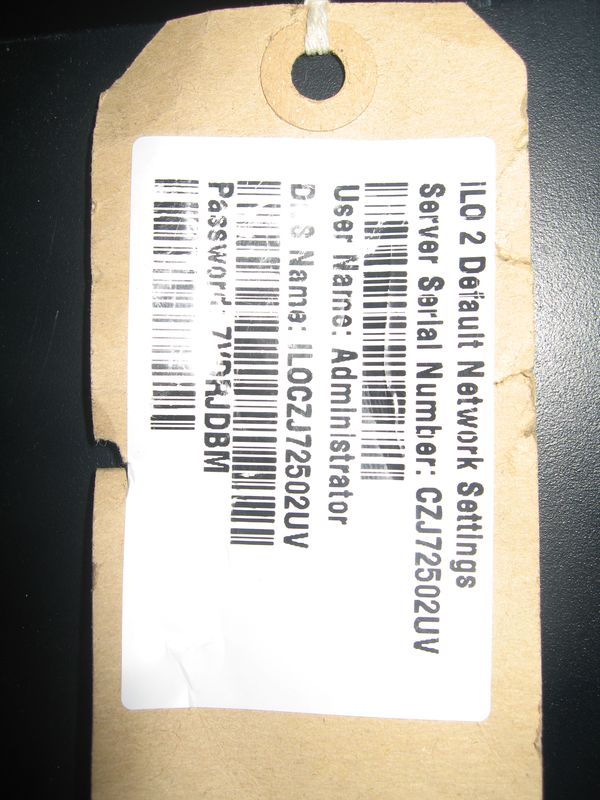 iLO 2 Default Network Settings
Server Serial Number: CZJ72502UV
User Name: Administrator
DNS Name: ILOCZJ72502UV
Password: